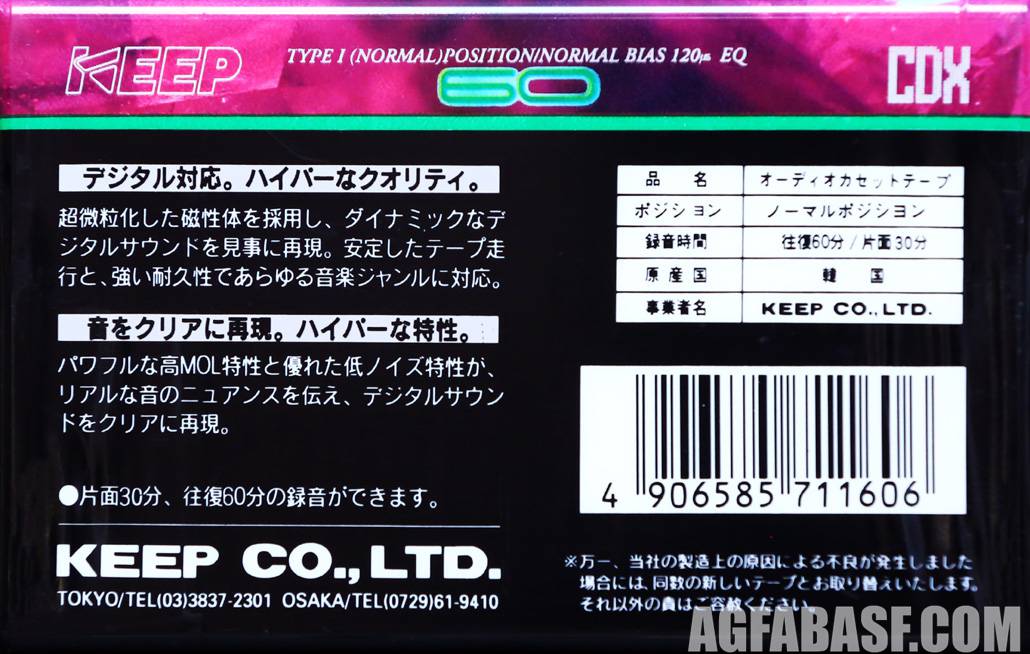 KEEP
TYPE I (NORMAL)POSITION/NORMAL BIAS 120μs EQ
60
CDX
デジタル対応。ハイパーなクオリティ。
超微粒化した磁性体を採用し、ダイナミックなデ
ジタルサウンドを見事に再現。安定したテープ走
行と、強い耐久性であらゆる音楽ジャンルに対応。
音をクリアに再現。ハイパーな特性。
パワフルな高MOL特性と優れた低ノイズ特性が、
リアルな音のニュアンスを伝え、デジタルサウン
ドをクリアに再現。
●片面30分、往復60分の録音ができます。
KEEP CO.,LTD.
TOKYO/TEL(03)3837-2301 OSAKA/TEL(0729)61-9410
品名 オーディオカセットテープ
ポジション ノーマルポジション
録音時間 往復60分/片面30分
原産国 韓国
事業者名 KEEP CO.,LTD.
4 906585 711606
※万一、当社の製造上の原因による不良が発生しました
場合には、同数の新しいテープとお取り替えいたします。
それ以外の責はご容赦ください。
AGFABASF.COM